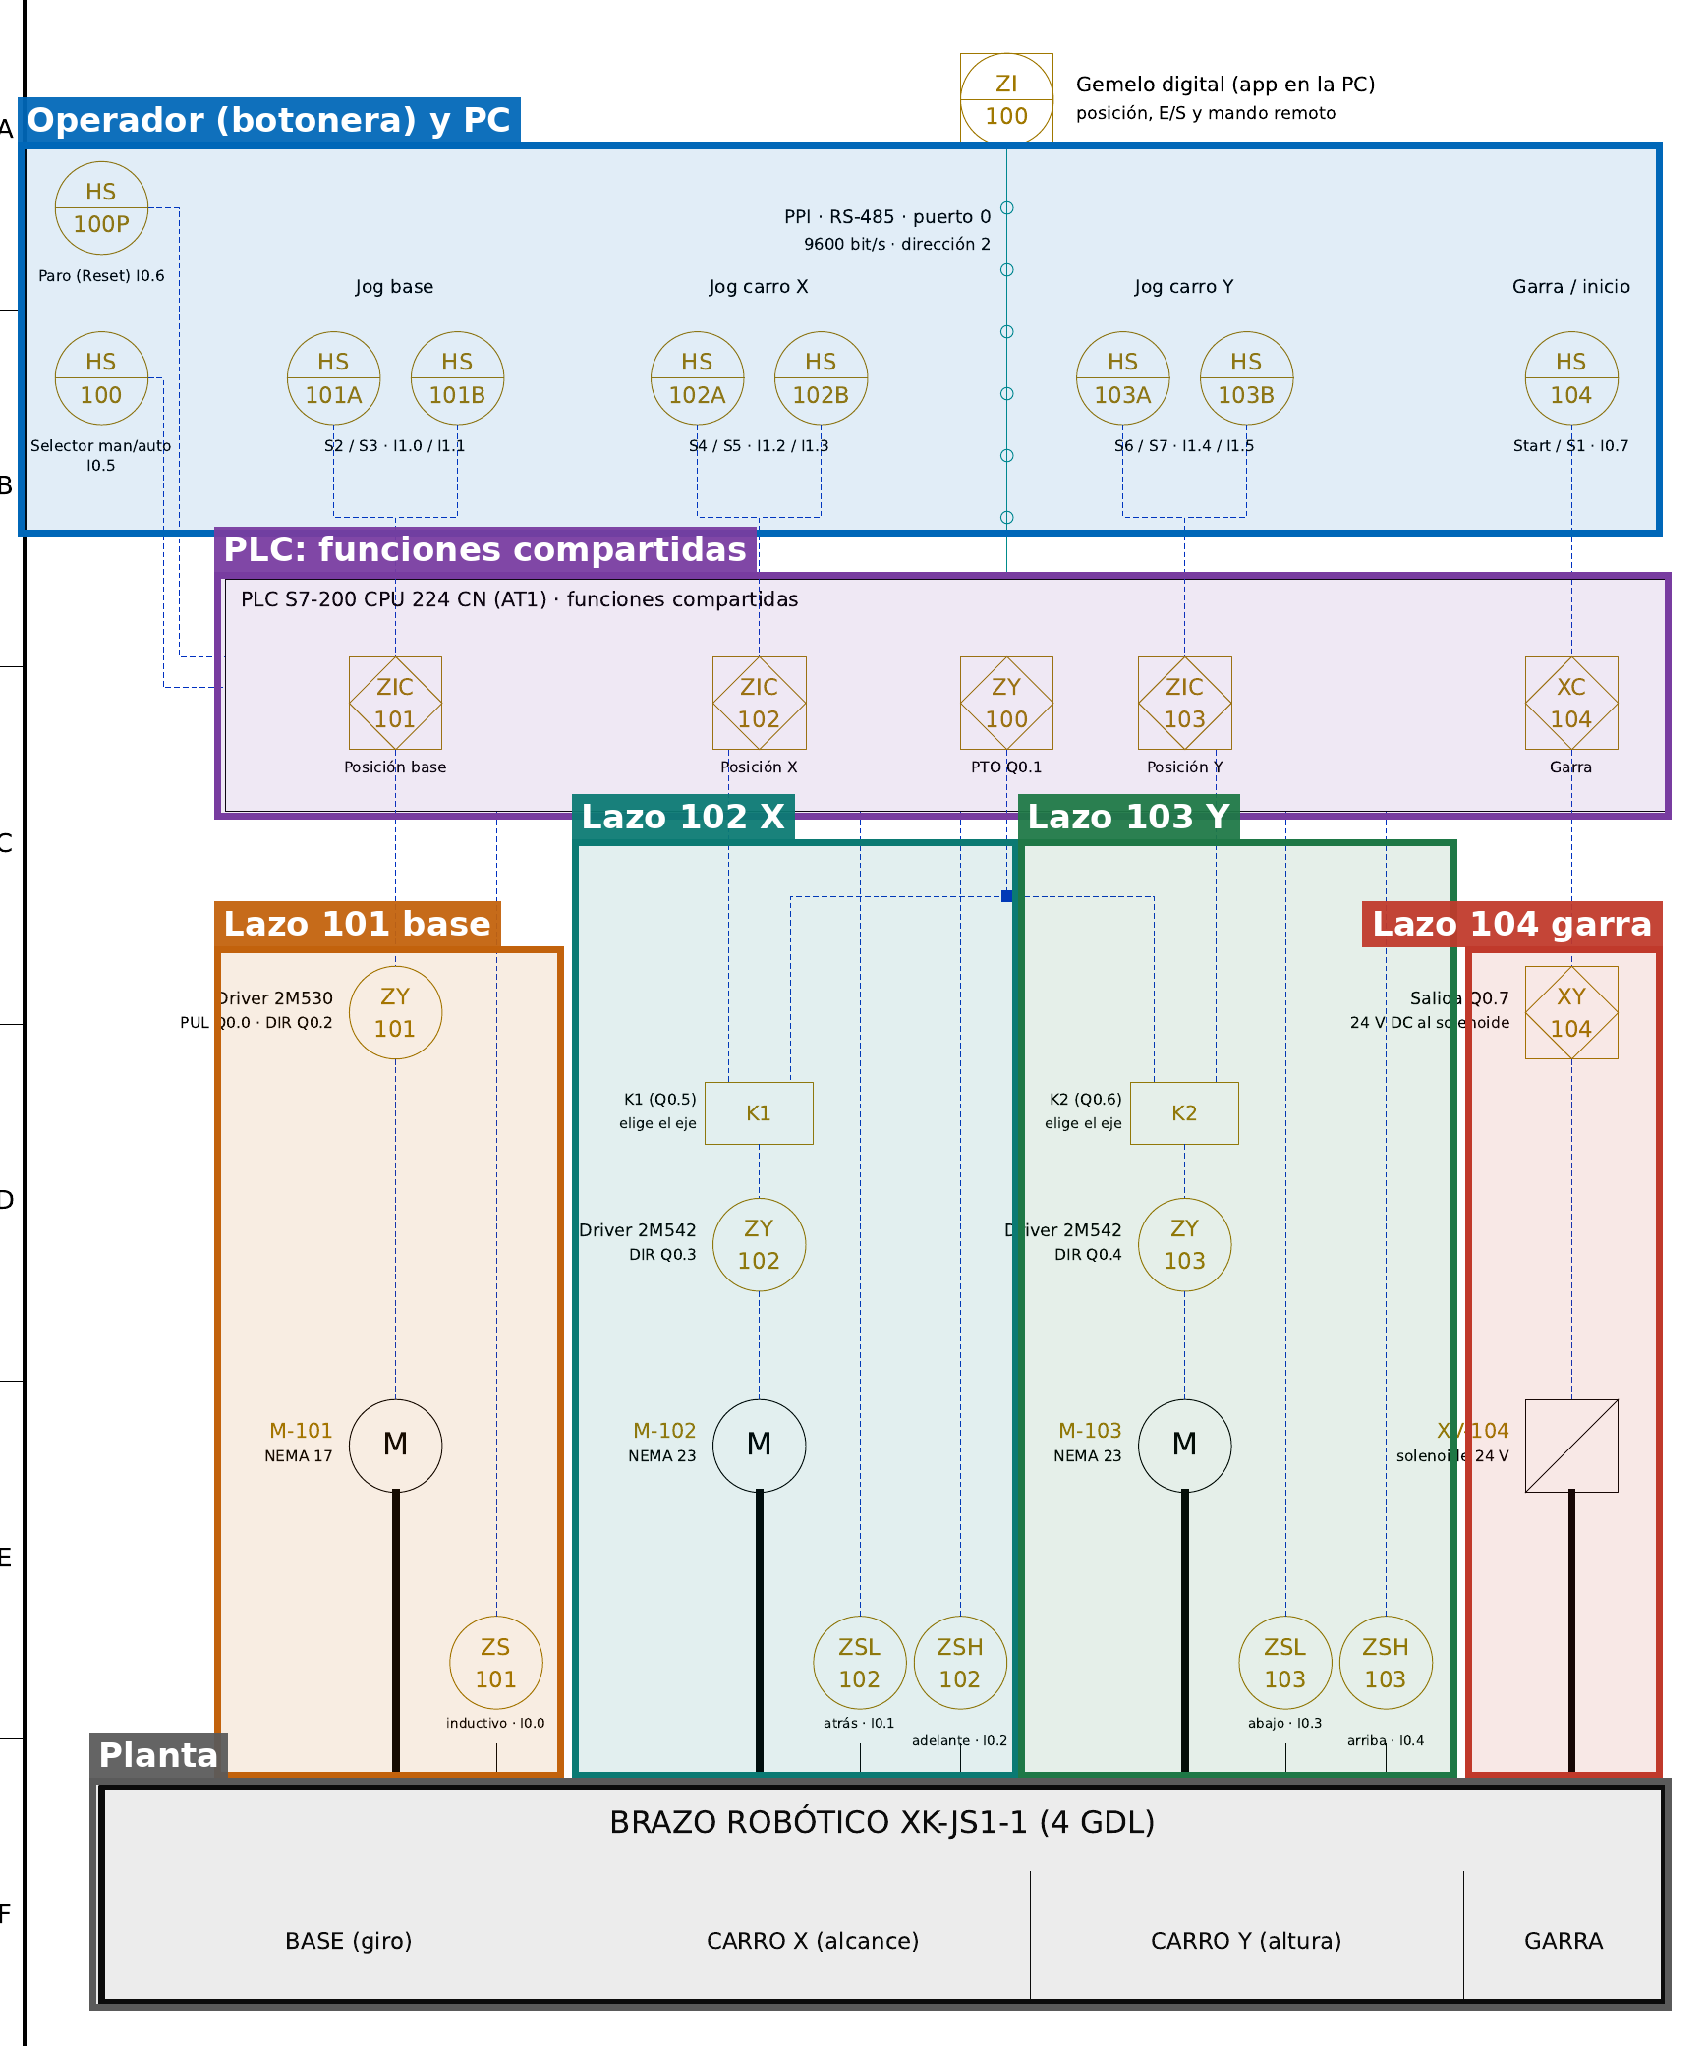 ZI
100
Gemelo digital (app en la PC)
posición, E/S y mando remoto
A
Operador (botonera) y PC
HS
100P
Paro (Reset) I0.6
PPI · RS-485 · puerto 0
9600 bit/s · dirección 2
Jog base
Jog carro X
Jog carro Y
Garra / inicio
HS
100
HS
101A
HS
101B
HS
102A
HS
102B
HS
103A
HS
103B
HS
104
Selector man/auto
I0.5
S2 / S3 · I1.0 / I1.1
S4 / S5 · I1.2 / I1.3
S6 / S7 · I1.4 / I1.5
Start / S1 · I0.7
B
PLC: funciones compartidas
PLC S7-200 CPU 224 CN (AT1) · funciones compartidas
ZIC
101
ZIC
102
ZY
100
ZIC
103
XC
104
Posición base
Posición X
PTO Q0.1
Posición Y
Garra
C
Lazo 102 X
Lazo 103 Y
Lazo 101 base
Lazo 104 garra
Driver 2M530
PUL Q0.0 · DIR Q0.2
ZY
101
Salida Q0.7
24 V DC al solenoide
XY
104
K1 (Q0.5)
elige el eje
K1
K2 (Q0.6)
elige el eje
K2
D
Driver 2M542
DIR Q0.3
ZY
102
Driver 2M542
DIR Q0.4
ZY
103
M-101
NEMA 17
M
M-102
NEMA 23
M
M-103
NEMA 23
M
XV-104
solenoide 24 V
E
ZS
101
ZSL
102
ZSH
102
ZSL
103
ZSH
103
inductivo · I0.0
atrás · I0.1
adelante · I0.2
abajo · I0.3
arriba · I0.4
Planta
BRAZO ROBÓTICO XK-JS1-1 (4 GDL)
F
BASE (giro)
CARRO X (alcance)
CARRO Y (altura)
GARRA